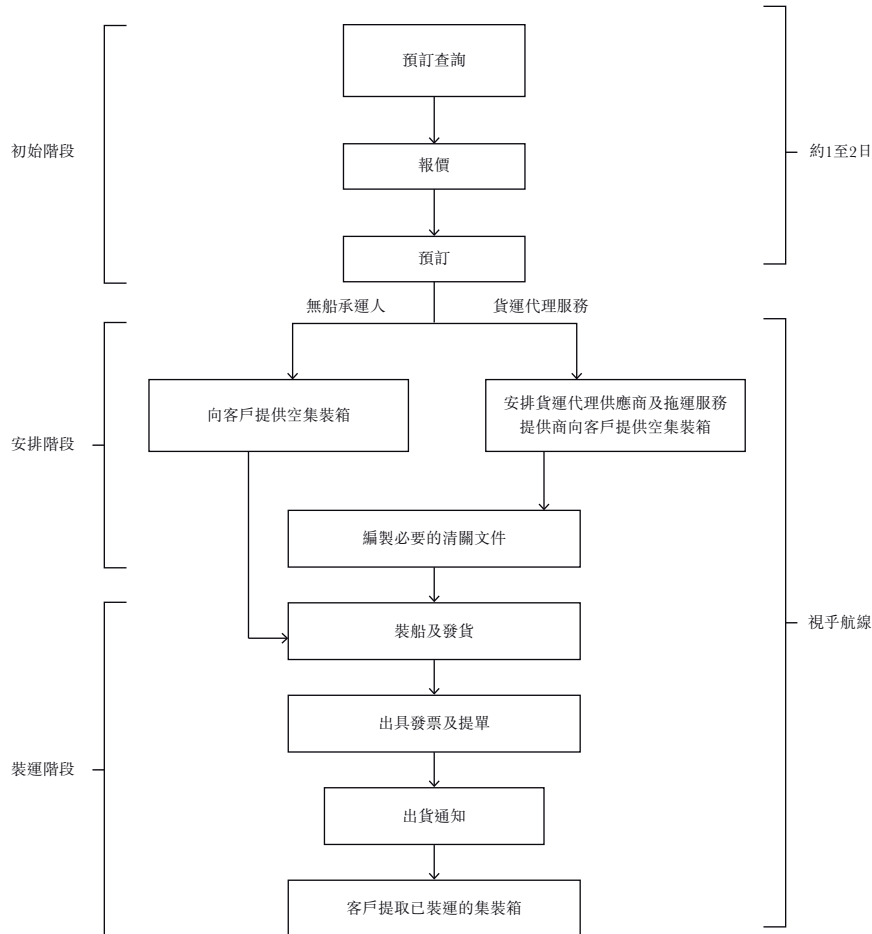 預訂查詢
初始階段
約1至2日
報價
預訂
無船承運人
貨運代理服務
向客戶提供空集裝箱
安排貨運代理供應商及拖運服務
提供商向客戶提供空集裝箱
安排階段
編製必要的清關文件
裝船及發貨
視乎航線
出具發票及提單
裝運階段
出貨通知
客戶提取已裝運的集裝箱